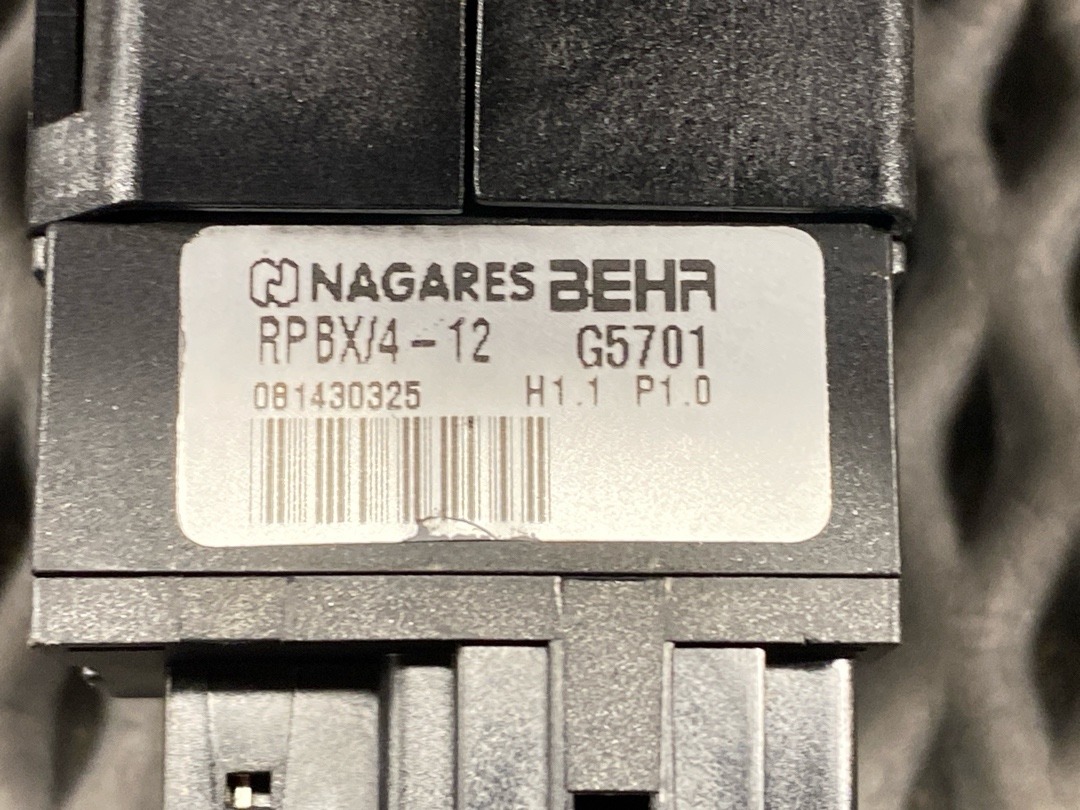 NAGARES BEHR
RPBX/4-12 G5701
081430325 H1.1 P1.0